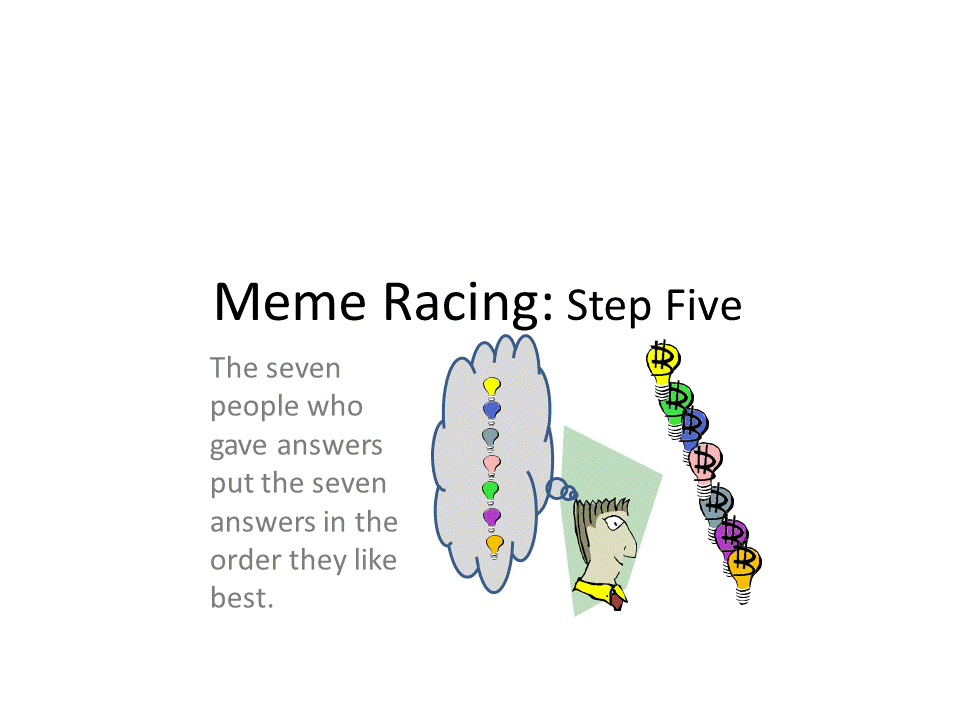 Meme Racing: Step Five
The seven
people who
gave answers
put the seven
answers in the
order they like
best.
R
R
R
R
R
R
R